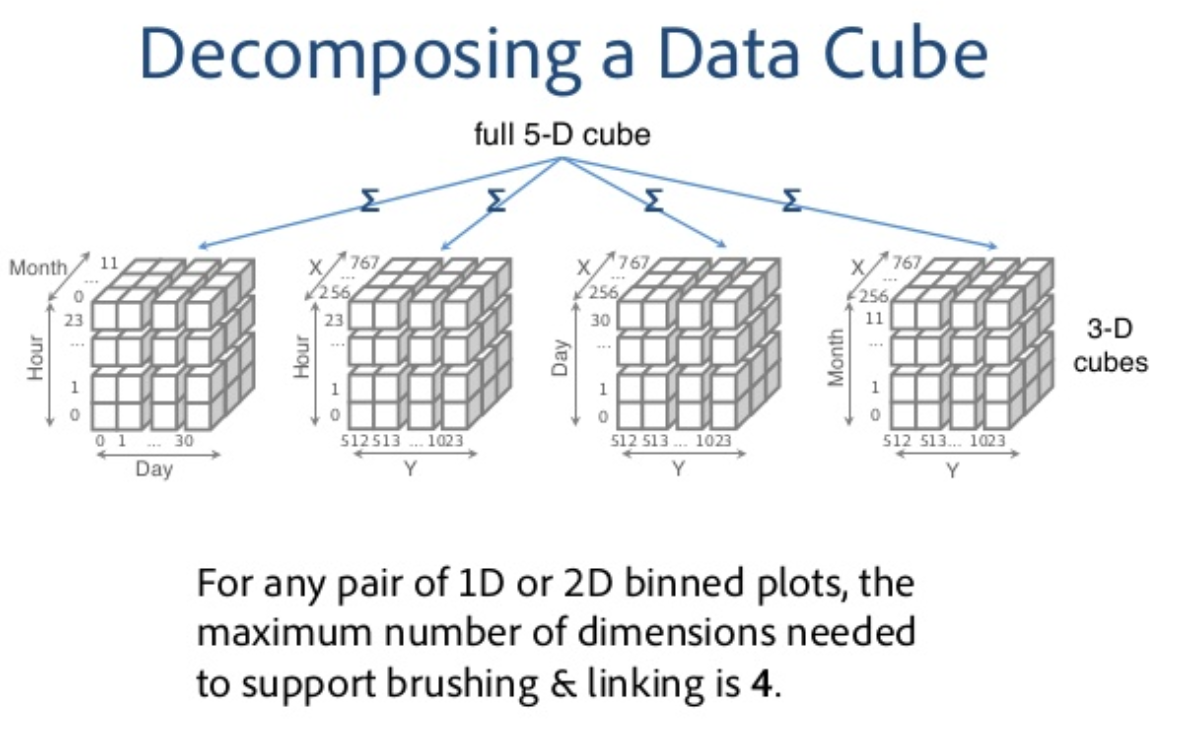 Decomposing a Data Cube
full 5-D cube
Σ Σ Σ Σ
Month 11 ... 0
Hour 23 ... 1 0
0 1 ... 30
Day
X 767 ... 256
Hour 23 ... 1 0
512 513 ... 1023
Y
X 767 ... 256
Day 30 ... 1 0
512 513 ... 1023
Y
X 767 ... 256
Month 11 ... 1 0
512 513... 1023
Y
3-D
cubes
For any pair of 1D or 2D binned plots, the
maximum number of dimensions needed
to support brushing & linking is 4.